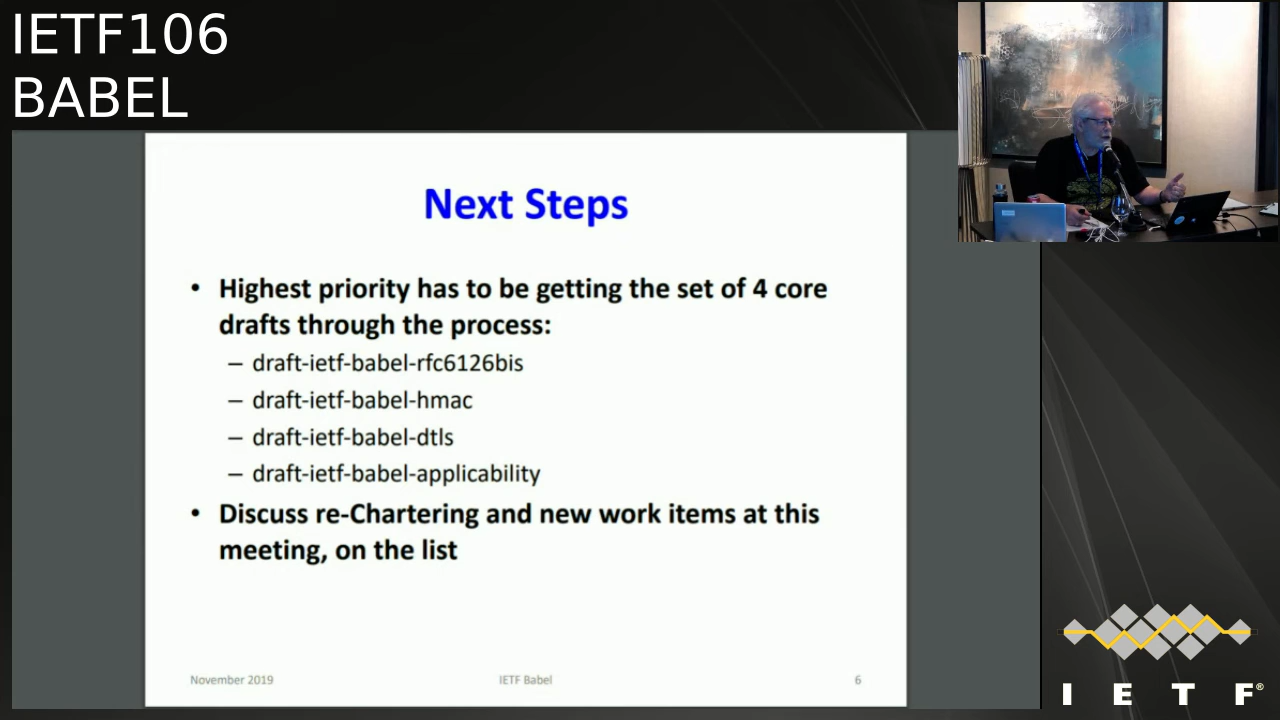 IETF106
BABEL
Next Steps
• Highest priority has to be getting the set of 4 core
drafts through the process:
– draft-ietf-babel-rfc6126bis
– draft-ietf-babel-hmac
– draft-ietf-babel-dtls
– draft-ietf-babel-applicability
• Discuss re-Chartering and new work items at this
meeting, on the list
November 2019
IETF Babel
6
I E T F®